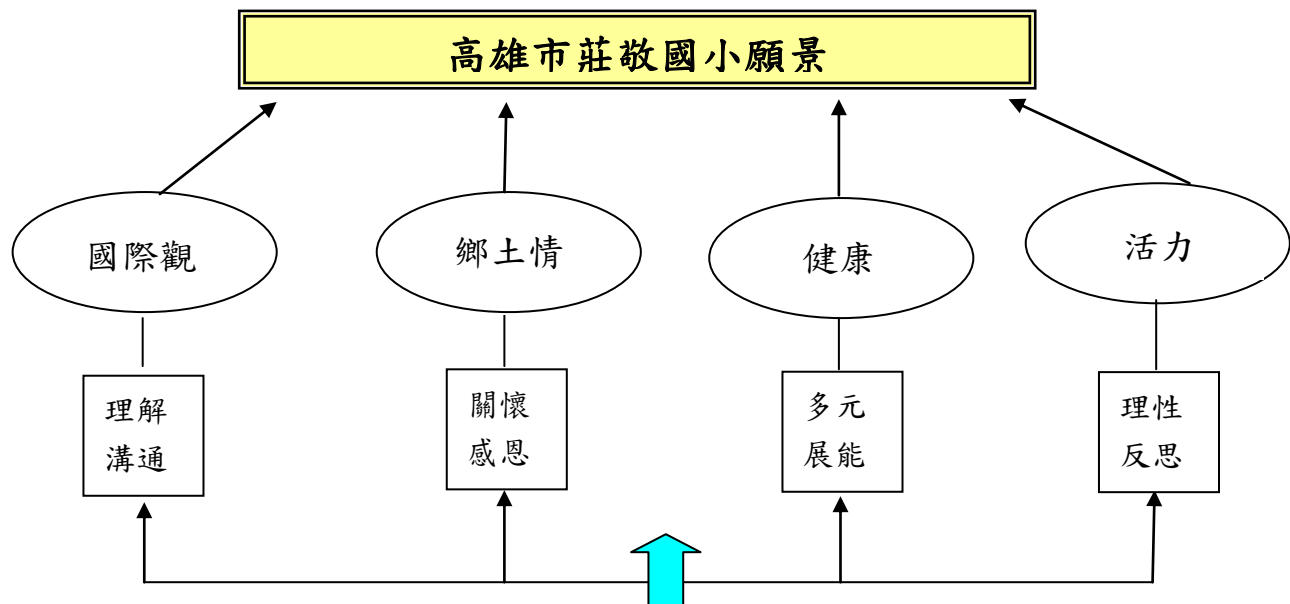 高雄市莊敬國小願景
國際觀
鄉土情
健康
活力
理解
溝通
關懷
感恩
多元
展能
理性
反思